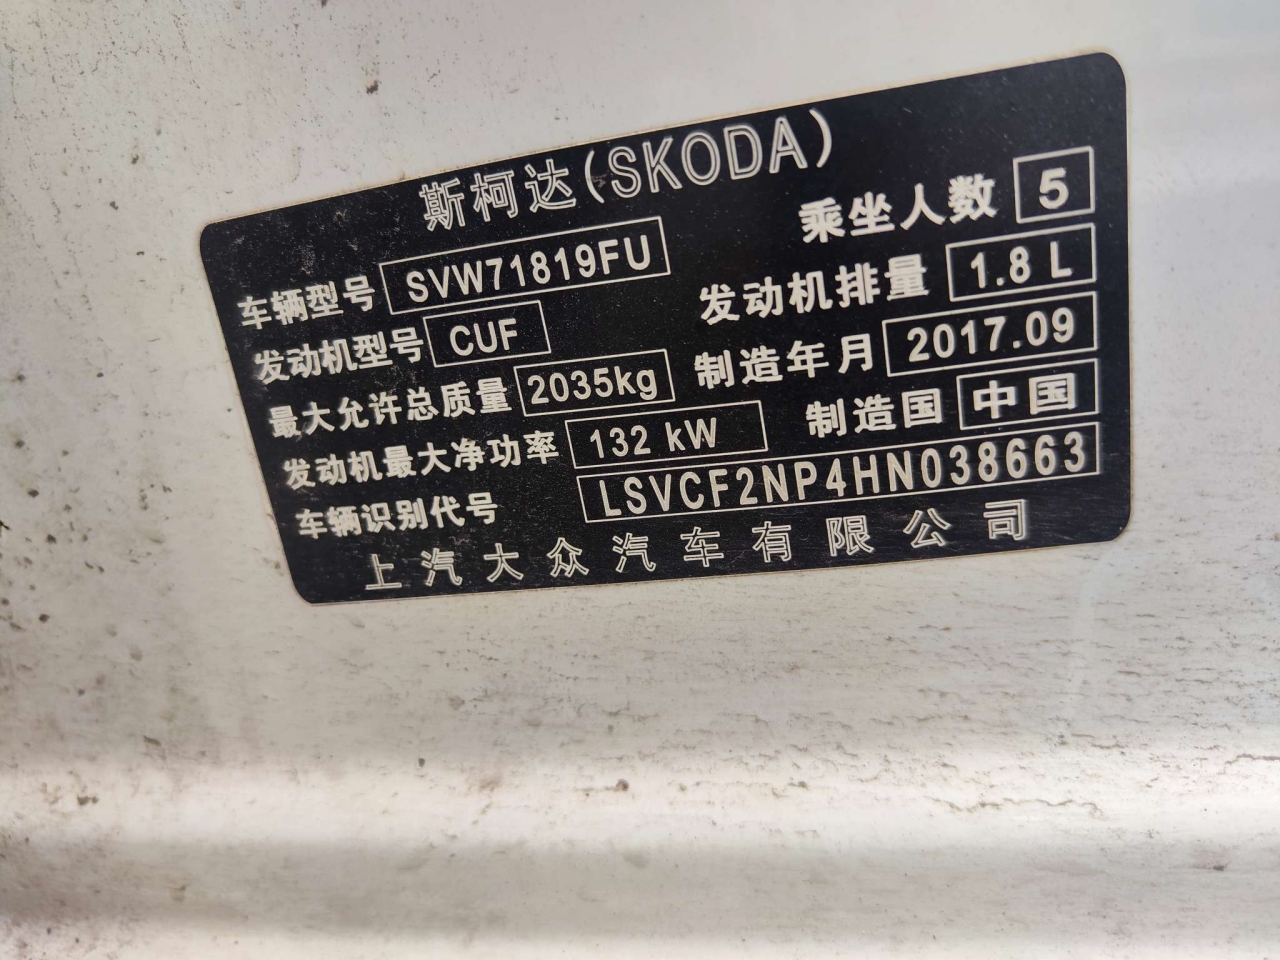 斯柯达(SKODA)
乘坐人数 5
车辆型号 SVW71819FU
发动机排量 1.8 L
发动机型号 CUF
制造年月 2017.09
最大允许总质量 2035kg
制造国 中国
发动机最大净功率 132 kW
车辆识别代号 LSVCF2NP4HN038663
上汽大众汽车有限公司